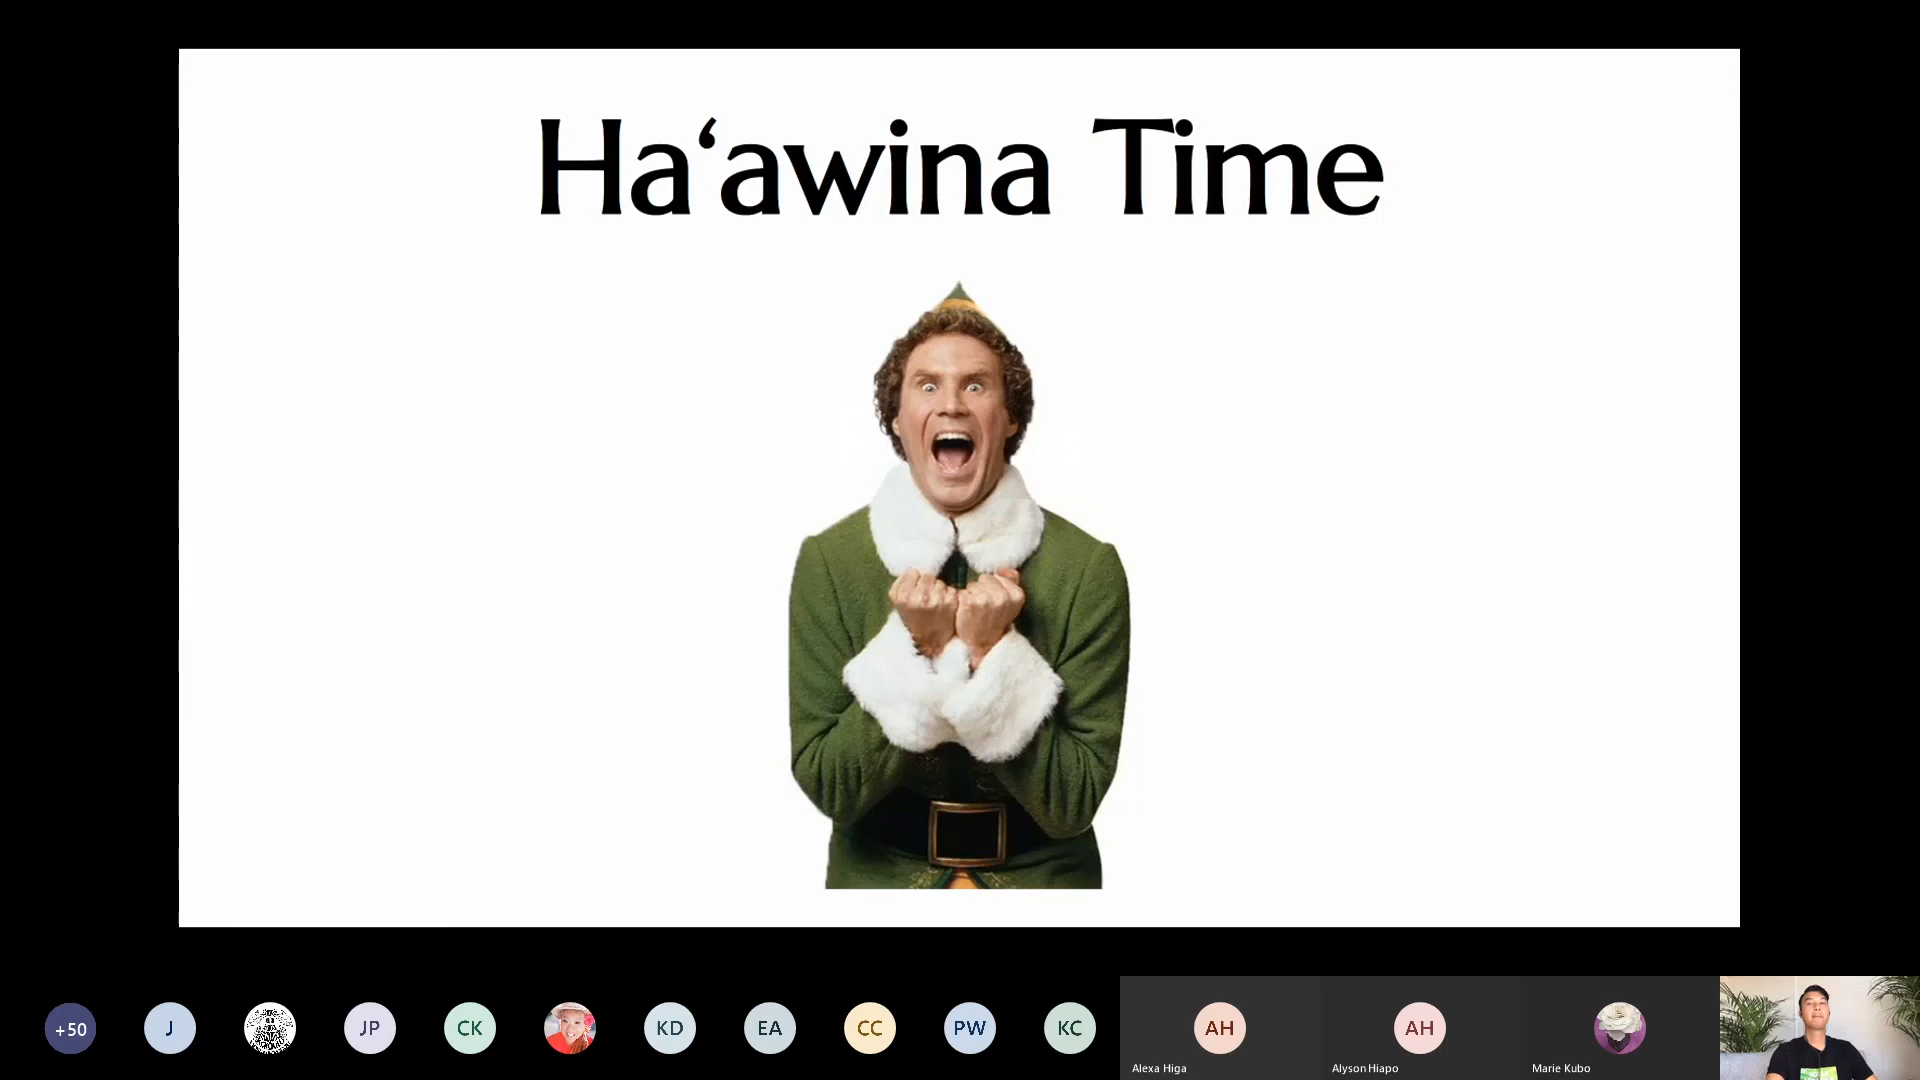 Haʻawina Time
+50
J
JP
CK
KD
EA
CC
PW
KC
AH
AH
Alexa Higa
Alyson Hiapo
Marie Kubo